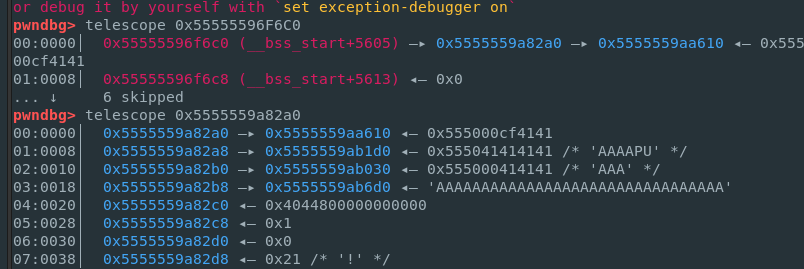 or debug it by yourself with `set exception-debugger on`
pwndbg> telescope 0x55555596F6C0
00:0000│  0x55555596f6c0 (__bss_start+5605) —▸ 0x5555559a82a0 —▸ 0x5555559aa610 ◂— 0x555
00cf4141
01:0008│  0x55555596f6c8 (__bss_start+5613) ◂— 0x0
... ↓     6 skipped
pwndbg> telescope 0x5555559a82a0
00:0000│  0x5555559a82a0 —▸ 0x5555559aa610 ◂— 0x555000cf4141
01:0008│  0x5555559a82a8 —▸ 0x5555559ab1d0 ◂— 0x555041414141 /* 'AAAAPU' */
02:0010│  0x5555559a82b0 —▸ 0x5555559ab030 ◂— 0x555000414141 /* 'AAA' */
03:0018│  0x5555559a82b8 —▸ 0x5555559ab6d0 ◂— 'AAAAAAAAAAAAAAAAAAAAAAAAAAAAAAAA'
04:0020│  0x5555559a82c0 ◂— 0x4044800000000000
05:0028│  0x5555559a82c8 ◂— 0x1
06:0030│  0x5555559a82d0 ◂— 0x0
07:0038│  0x5555559a82d8 ◂— 0x21 /* '!' */